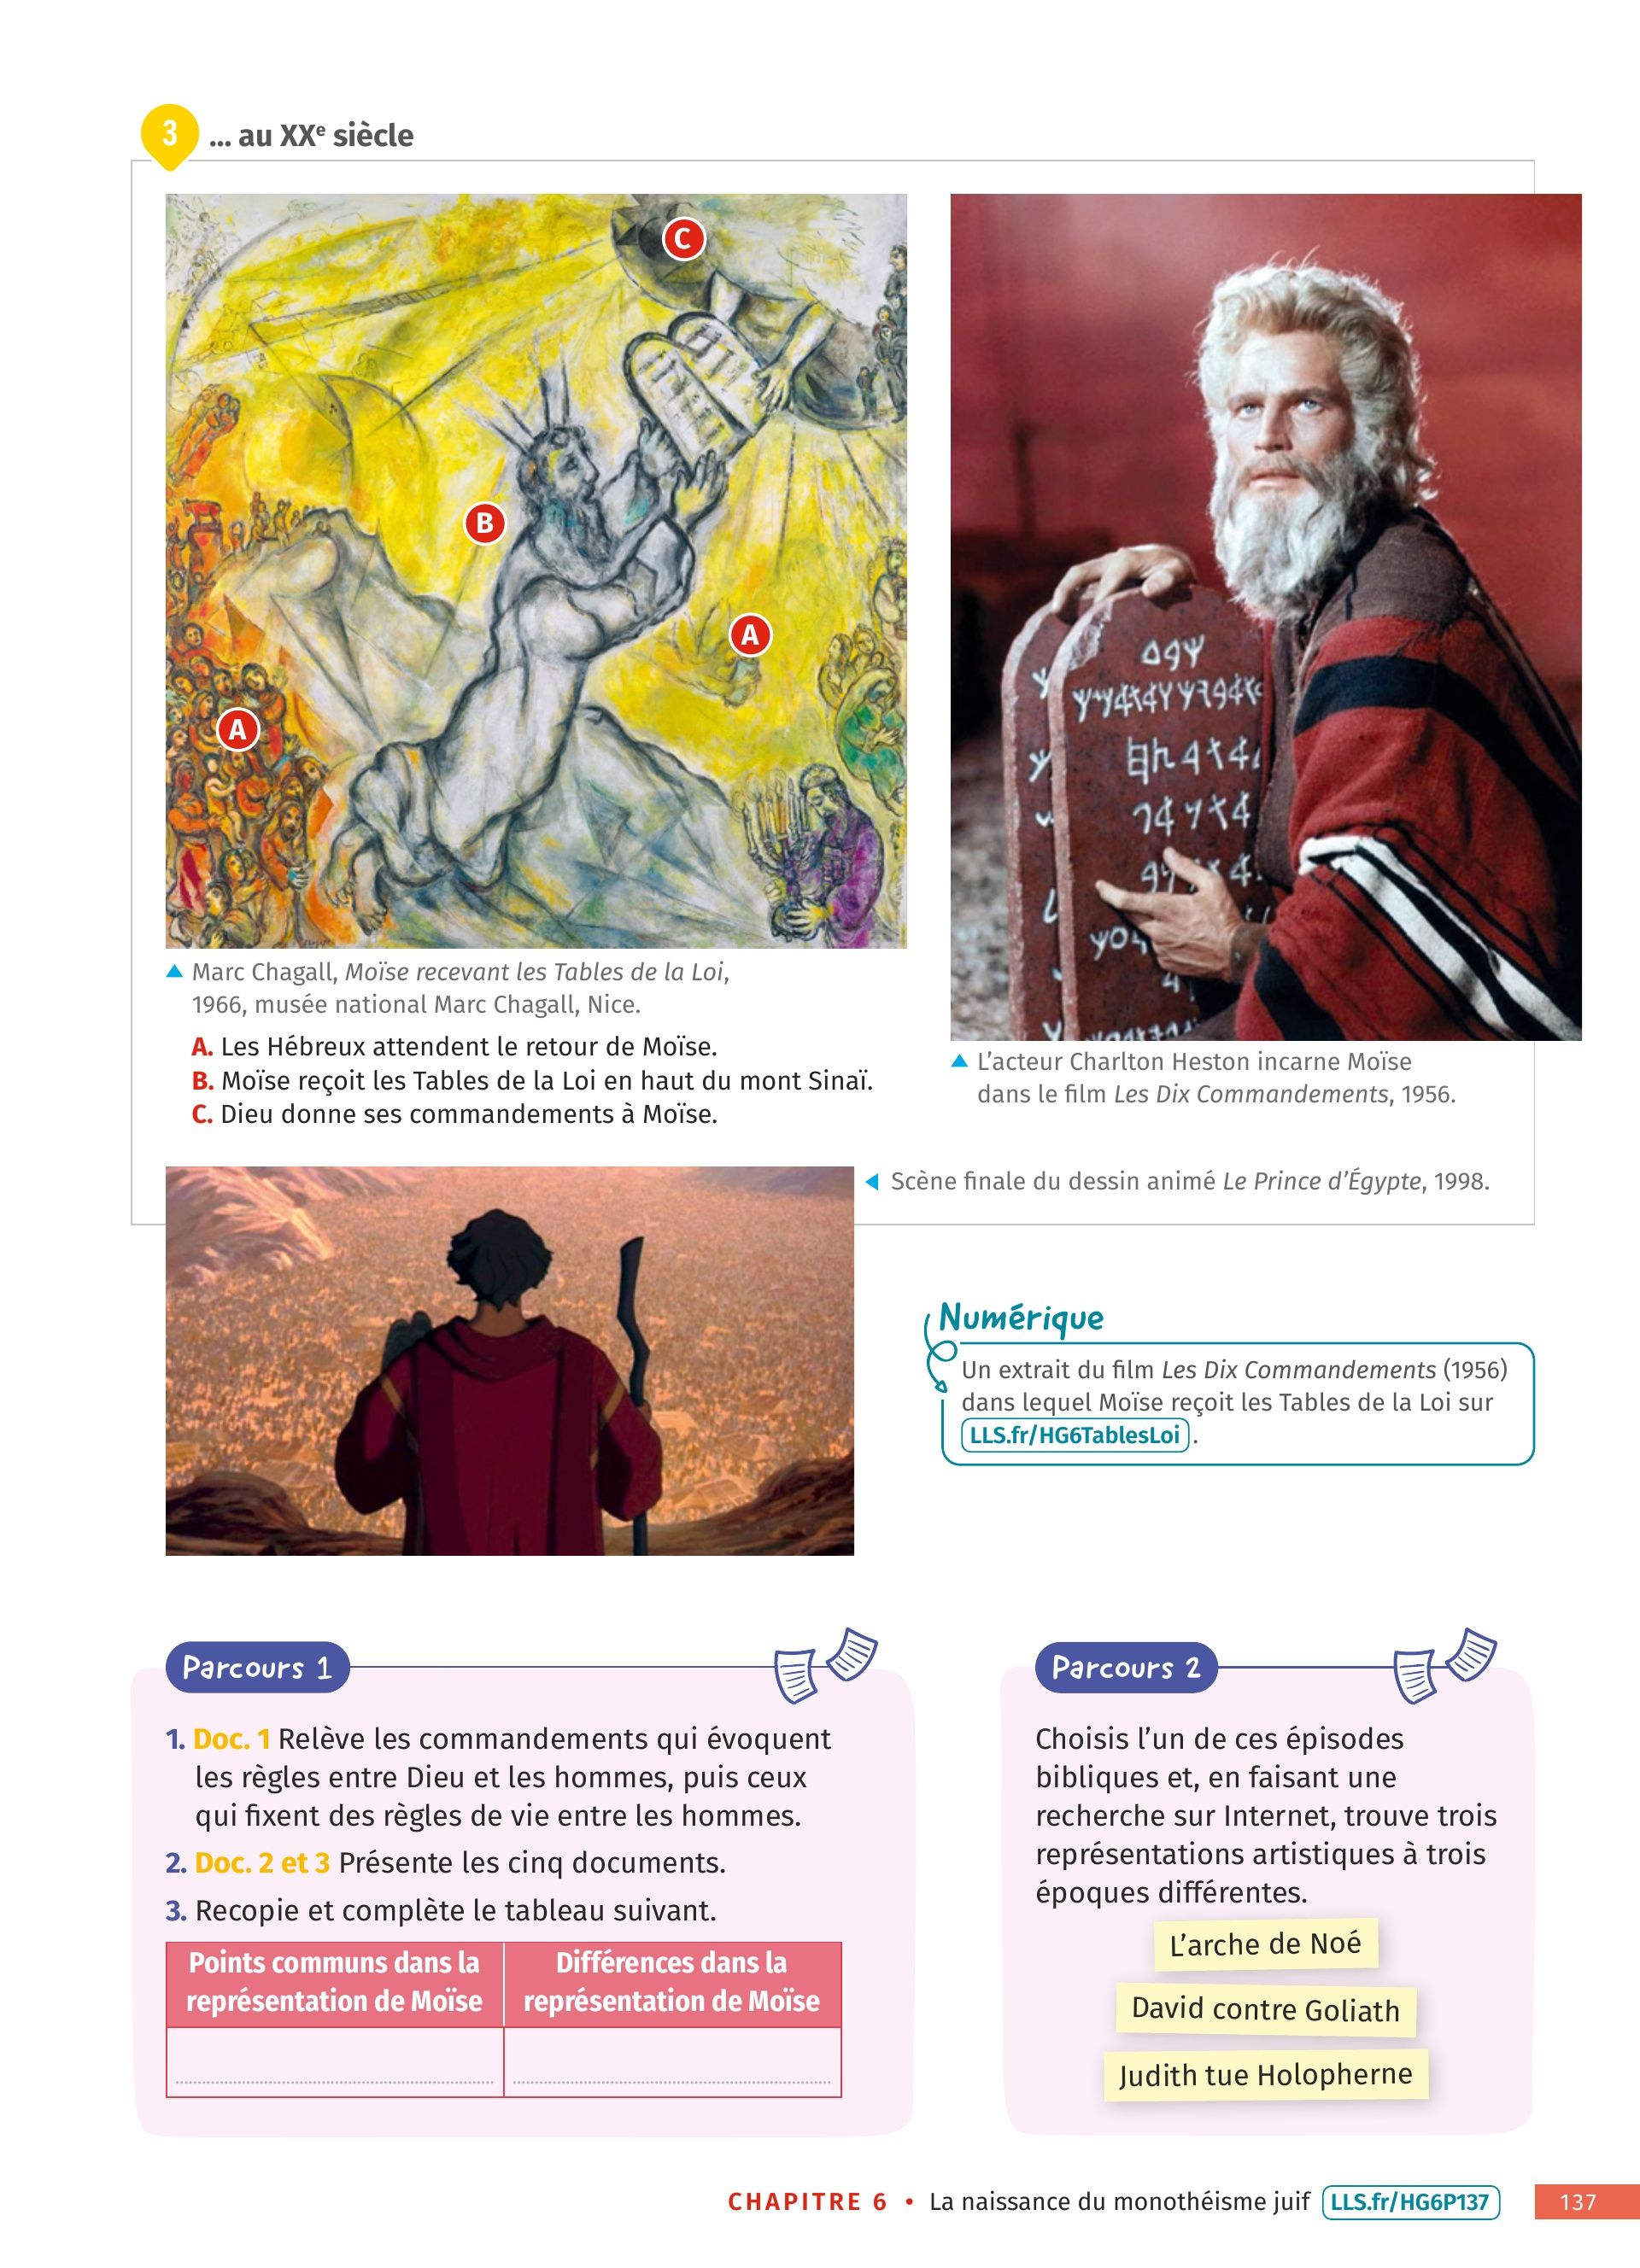 3
... au XXe siècle
C
B
A
A
Marc Chagall, Moïse recevant les Tables de la Loi,
1966, musée national Marc Chagall, Nice.
A. Les Hébreux attendent le retour de Moïse.
B. Moïse reçoit les Tables de la Loi en haut du mont Sinaï.
C. Dieu donne ses commandements à Moïse.
L’acteur Charlton Heston incarne Moïse
dans le film Les Dix Commandements, 1956.
Scène finale du dessin animé Le Prince d’Égypte, 1998.
Numérique
Un extrait du film Les Dix Commandements (1956)
dans lequel Moïse reçoit les Tables de la Loi sur
LLS.fr/HG6TablesLoi .
Parcours 1
1. Doc. 1 Relève les commandements qui évoquent
les règles entre Dieu et les hommes, puis ceux
qui fixent des règles de vie entre les hommes.
2. Doc. 2 et 3 Présente les cinq documents.
3. Recopie et complète le tableau suivant.
Points communs dans la
représentation de Moïse
Différences dans la
représentation de Moïse
Parcours 2
Choisis l’un de ces épisodes
bibliques et, en faisant une
recherche sur Internet, trouve trois
représentations artistiques à trois
époques différentes.
L’arche de Noé
David contre Goliath
Judith tue Holopherne
CHAPITRE 6 • La naissance du monothéisme juif LLS.fr/HG6P137
137